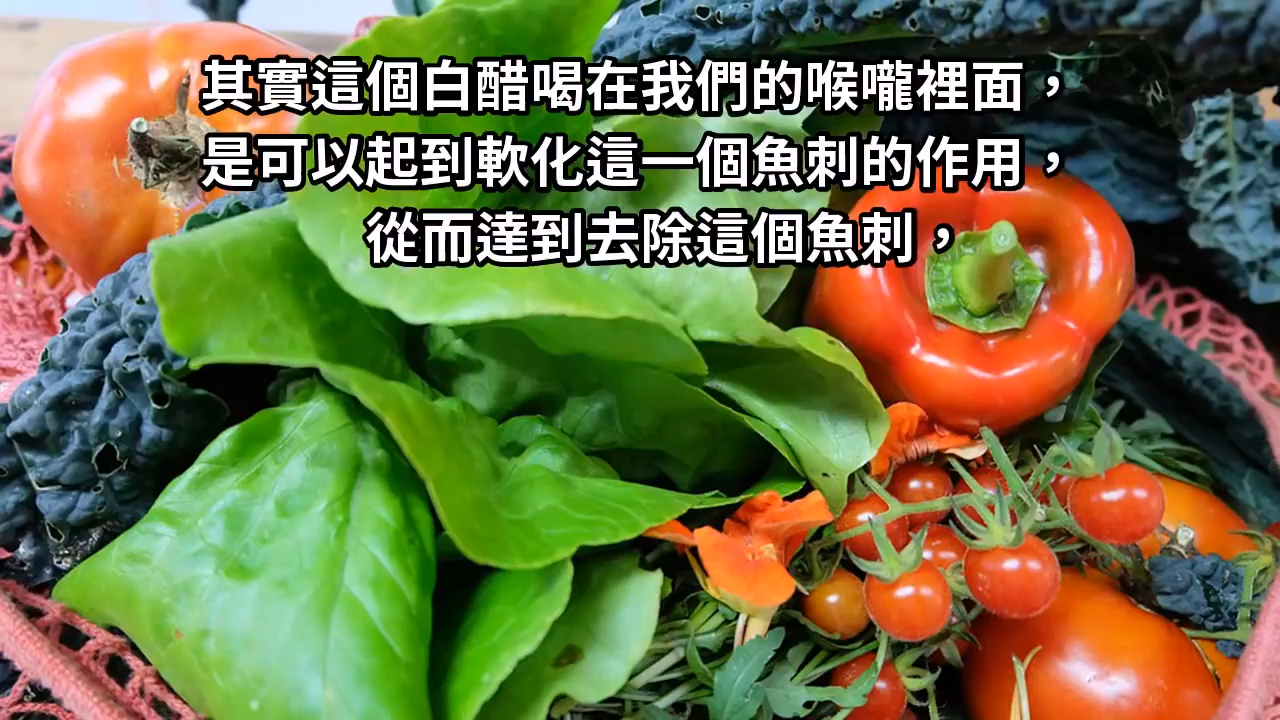 其實這個白醋喝在我們的喉嚨裡面，
是可以起到軟化這一個魚刺的作用，
從而達到去除這個魚刺，